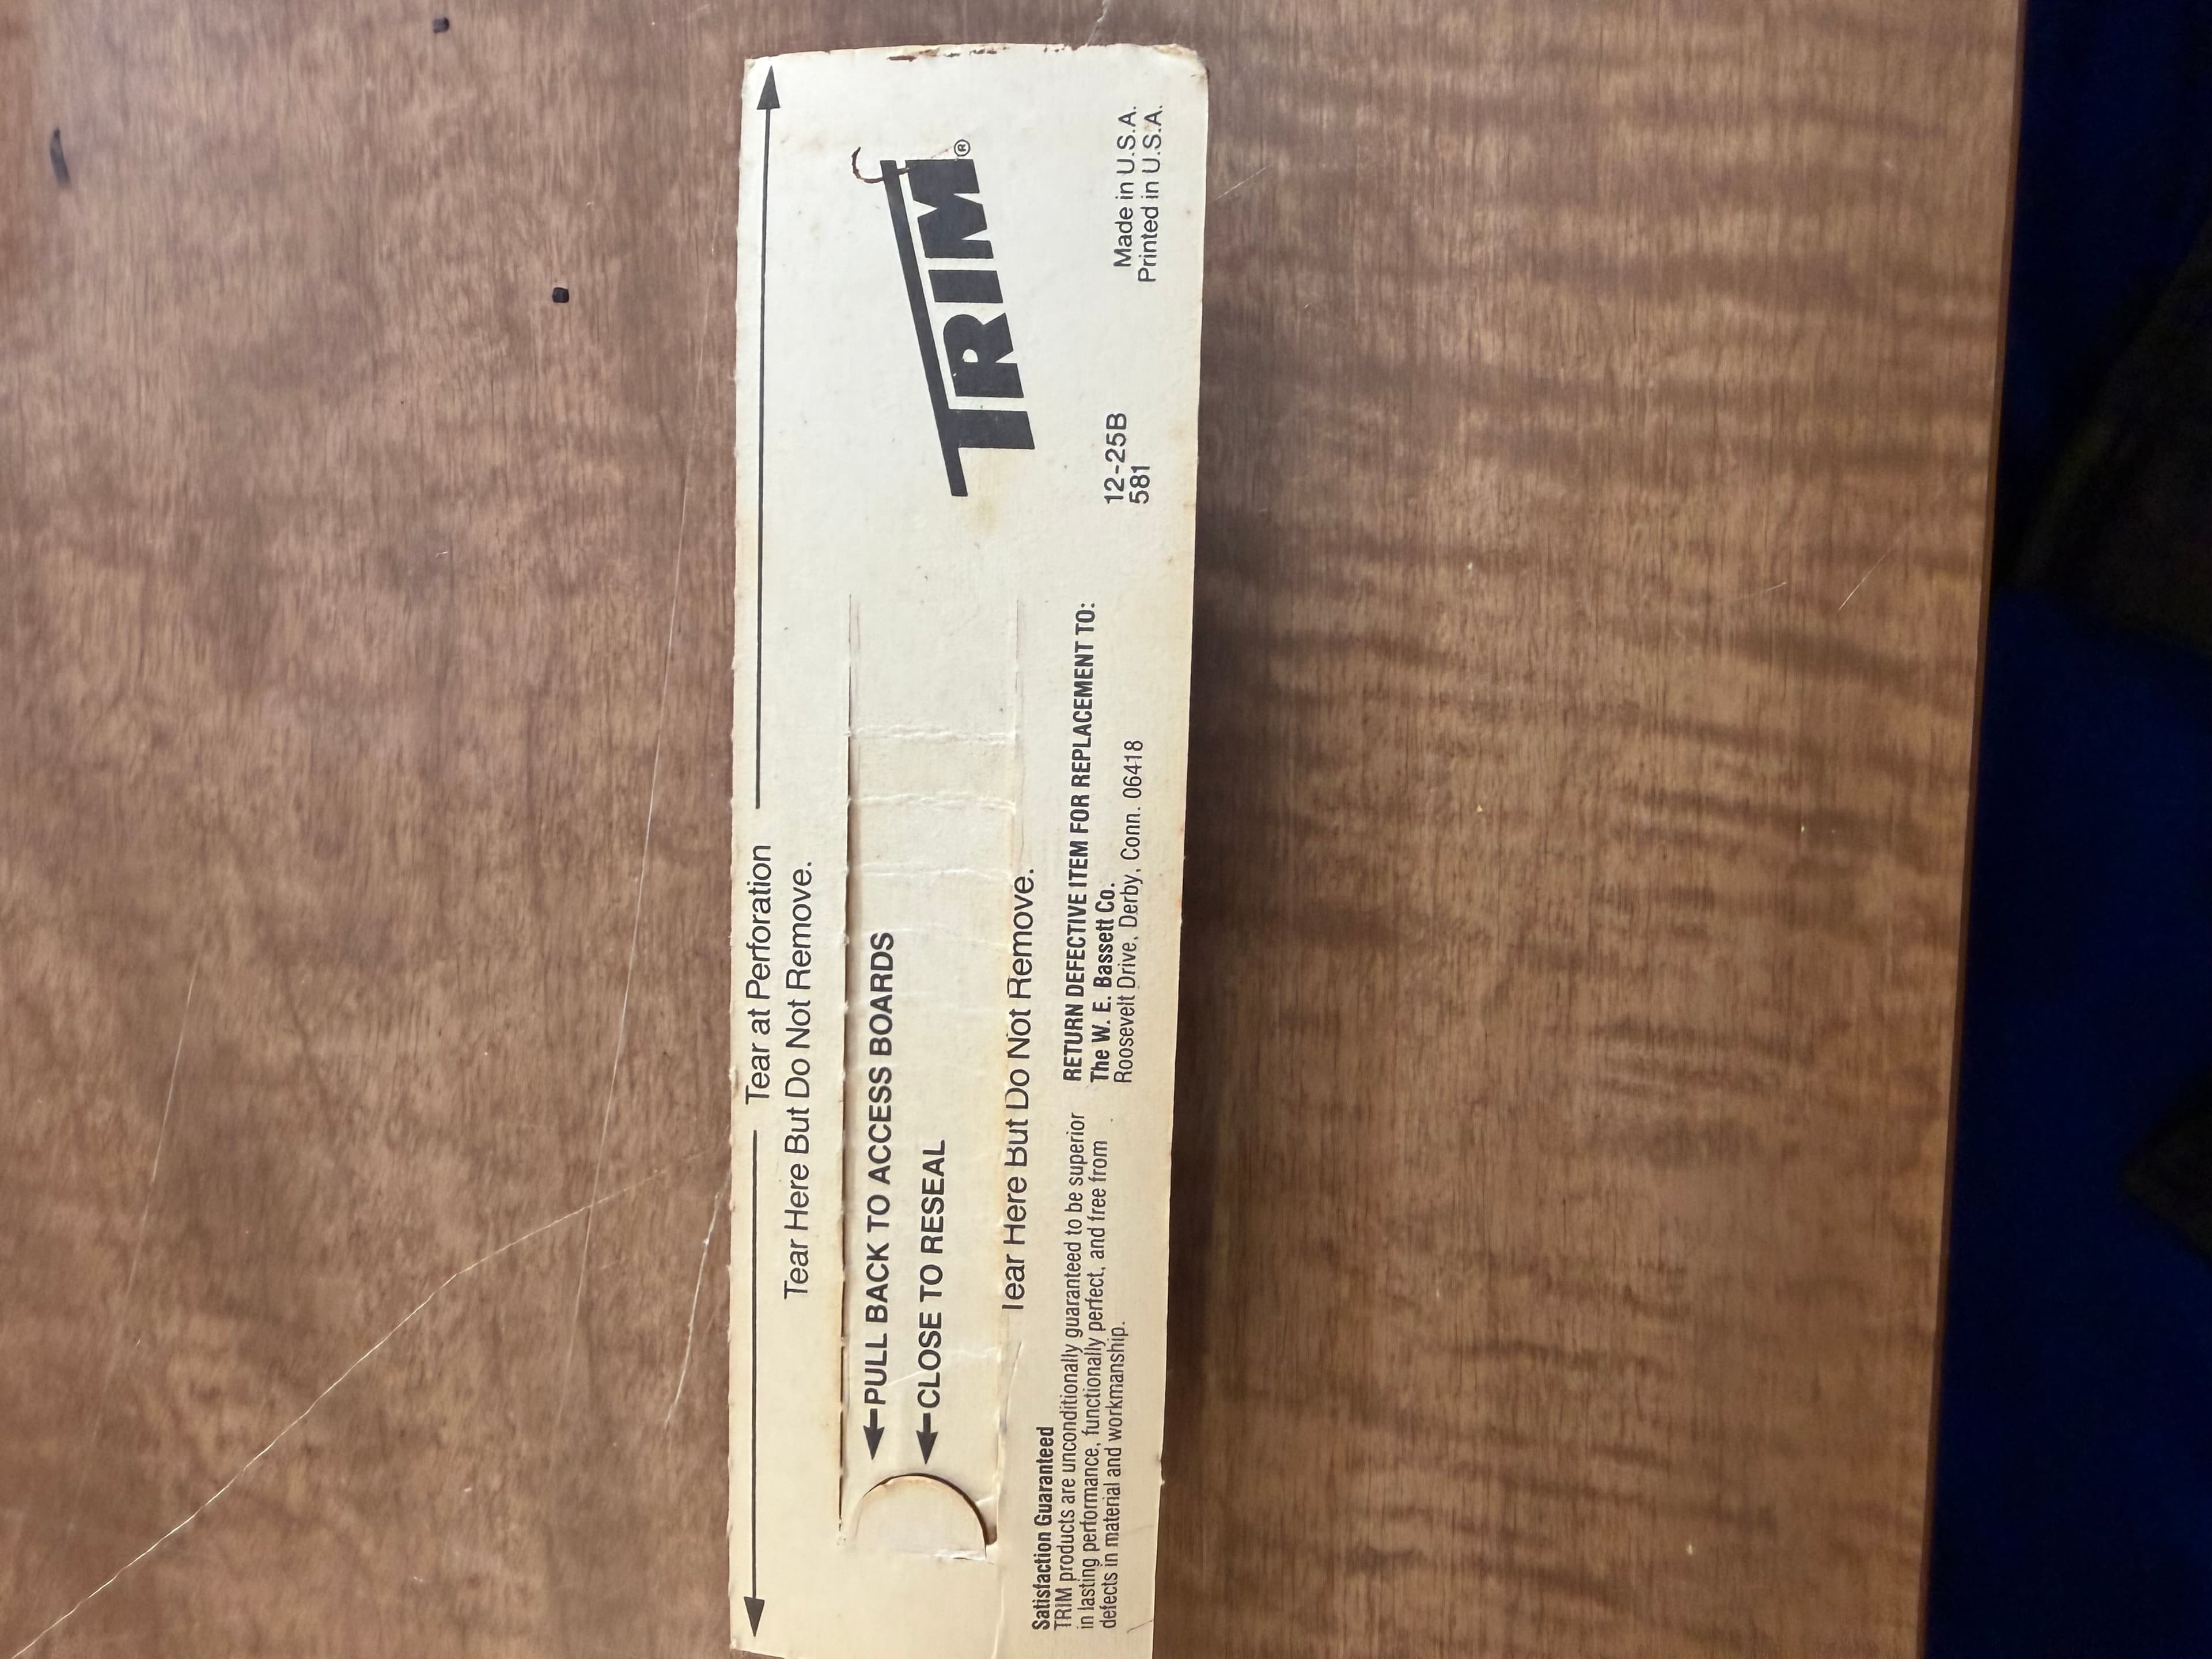 Tear at Perforation
Tear Here But Do Not Remove.
PULL BACK TO ACCESS BOARDS
CLOSE TO RESEAL
Tear Here But Do Not Remove.
TRIM®
Satisfaction Guaranteed
TRIM products are unconditionally guaranteed to be superior
in lasting performance, functionally perfect, and free from
defects in material and workmanship.
RETURN DEFECTIVE ITEM FOR REPLACEMENT TO:
The W. E. Bassett Co.
Roosevelt Drive, Derby, Conn. 06418
12-25B
581
Made in U.S.A.
Printed in U.S.A.